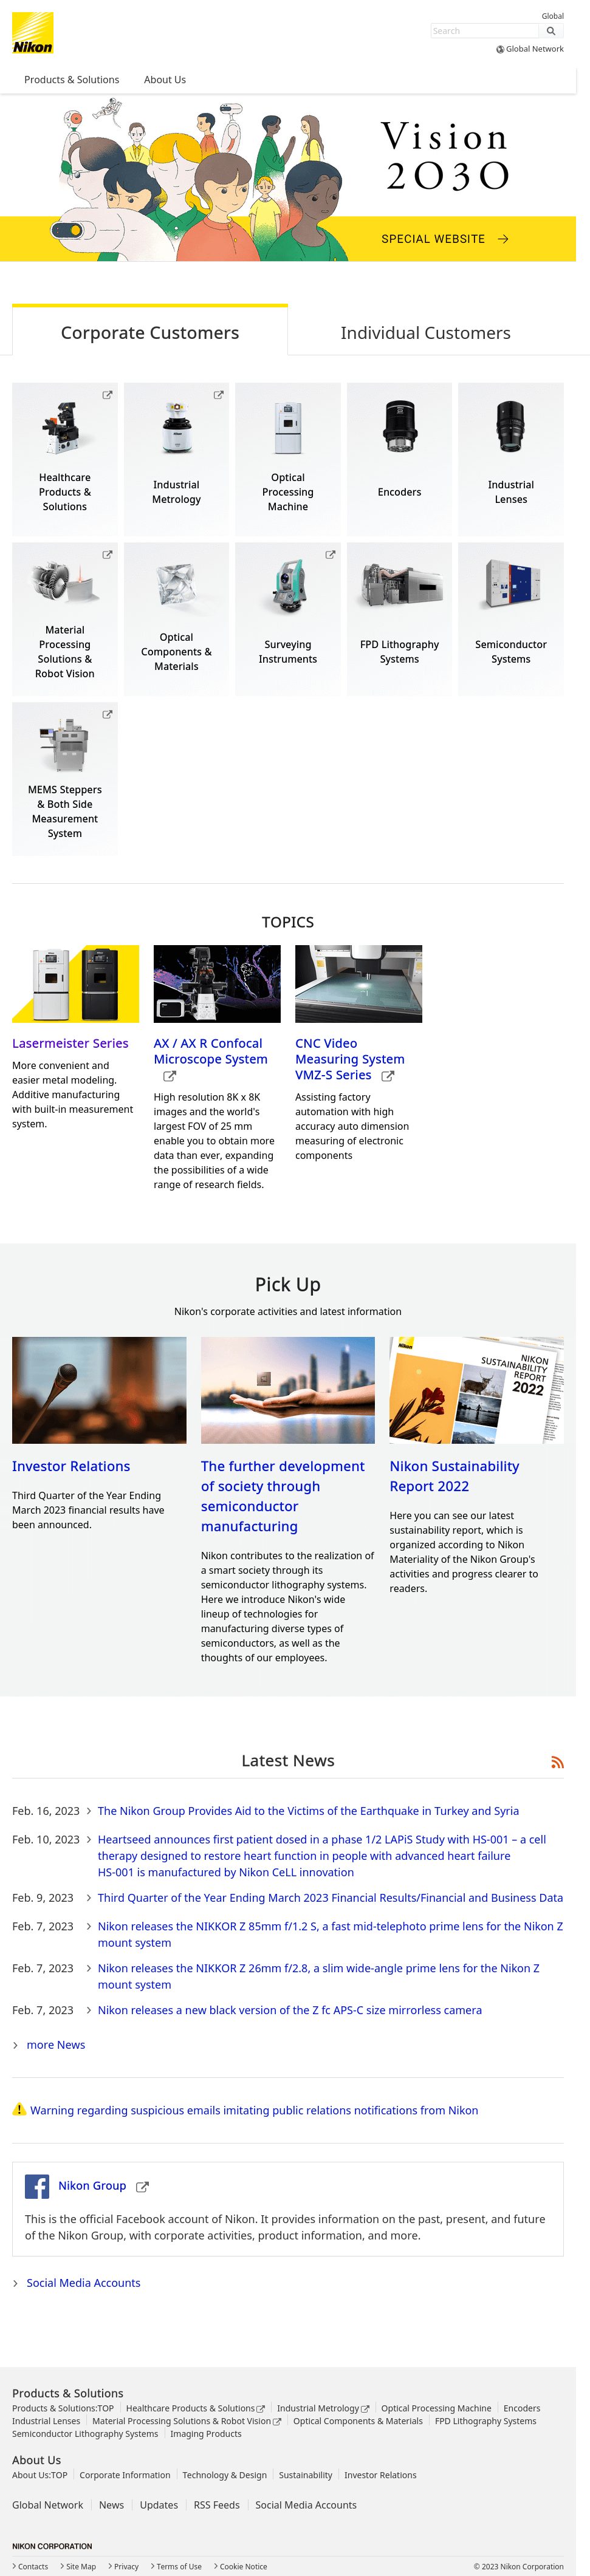 Nikon
Global
Search
Global Network
Products & Solutions
About Us
Vision
2030
SPECIAL WEBSITE
Corporate Customers
Individual Customers
Healthcare
Products &
Solutions
Industrial
Metrology
Optical
Processing
Machine
Encoders
Industrial
Lenses
Material
Processing
Solutions &
Robot Vision
Optical
Components &
Materials
Surveying
Instruments
FPD Lithography
Systems
Semiconductor
Systems
MEMS Steppers
& Both Side
Measurement
System
TOPICS
Lasermeister Series
More convenient and
easier metal modeling.
Additive manufacturing
with built-in measurement
system.
AX / AX R Confocal
Microscope System
High resolution 8K x 8K
images and the world's
largest FOV of 25 mm
enable you to obtain more
data than ever, expanding
the possibilities of a wide
range of research fields.
CNC Video
Measuring System
VMZ-S Series
Assisting factory
automation with high
accuracy auto dimension
measuring of electronic
components
Pick Up
Nikon's corporate activities and latest information
Nikon
NIKON
SUSTAINABILITY
REPORT
2022
Investor Relations
Third Quarter of the Year Ending
March 2023 financial results have
been announced.
The further development
of society through
semiconductor
manufacturing
Nikon contributes to the realization of
a smart society through its
semiconductor lithography systems.
Here we introduce Nikon's wide
lineup of technologies for
manufacturing diverse types of
semiconductors, as well as the
thoughts of our employees.
Nikon Sustainability
Report 2022
Here you can see our latest
sustainability report, which is
organized according to Nikon
Materiality of the Nikon Group's
activities and progress clearer to
readers.
Latest News
Feb. 16, 2023 The Nikon Group Provides Aid to the Victims of the Earthquake in Turkey and Syria
Feb. 10, 2023 Heartseed announces first patient dosed in a phase 1/2 LAPiS Study with HS-001 – a cell
therapy designed to restore heart function in people with advanced heart failure
HS-001 is manufactured by Nikon CeLL innovation
Feb. 9, 2023 Third Quarter of the Year Ending March 2023 Financial Results/Financial and Business Data
Feb. 7, 2023 Nikon releases the NIKKOR Z 85mm f/1.2 S, a fast mid-telephoto prime lens for the Nikon Z
mount system
Feb. 7, 2023 Nikon releases the NIKKOR Z 26mm f/2.8, a slim wide-angle prime lens for the Nikon Z
mount system
Feb. 7, 2023 Nikon releases a new black version of the Z fc APS-C size mirrorless camera
more News
Warning regarding suspicious emails imitating public relations notifications from Nikon
Nikon Group
This is the official Facebook account of Nikon. It provides information on the past, present, and future
of the Nikon Group, with corporate activities, product information, and more.
Social Media Accounts
Products & Solutions
Products & Solutions:TOP Healthcare Products & Solutions Industrial Metrology Optical Processing Machine Encoders
Industrial Lenses Material Processing Solutions & Robot Vision Optical Components & Materials FPD Lithography Systems
Semiconductor Lithography Systems Imaging Products
About Us
About Us:TOP Corporate Information Technology & Design Sustainability Investor Relations
Global Network News Updates RSS Feeds Social Media Accounts
NIKON CORPORATION
Contacts Site Map Privacy Terms of Use Cookie Notice © 2023 Nikon Corporation